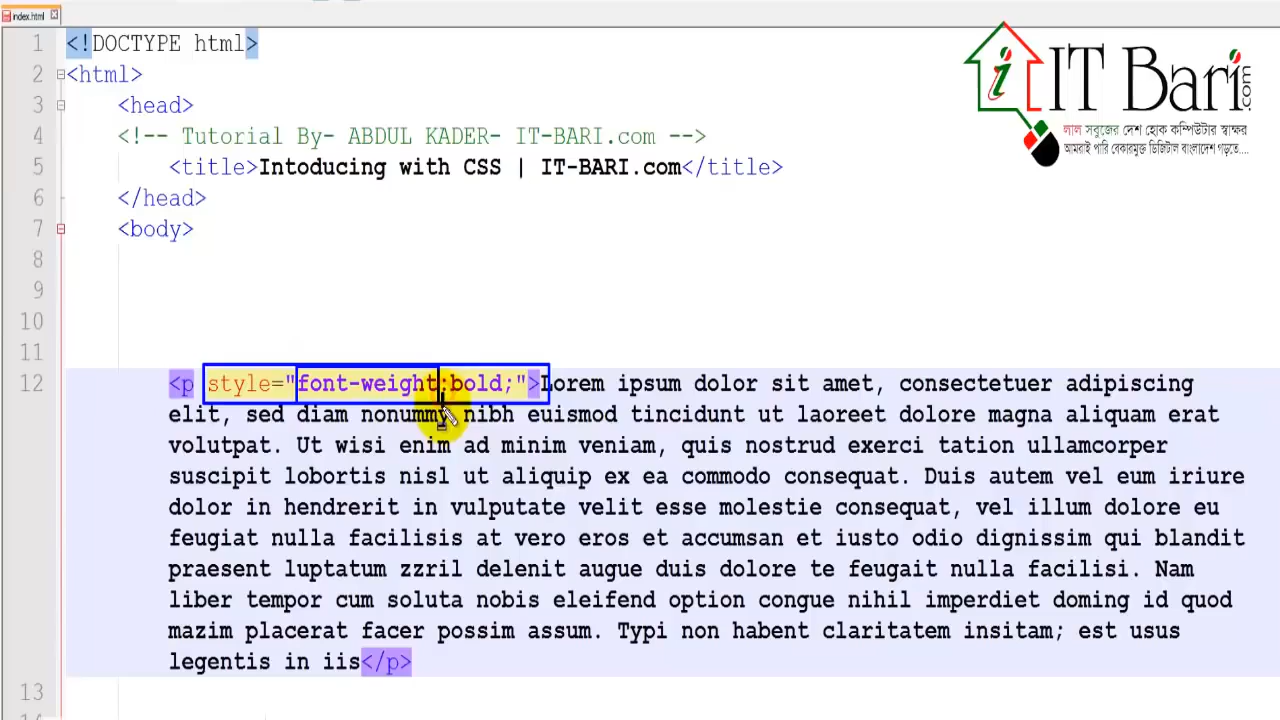 index.html
IT Bari.com
লাল সবুজের দেশ হোক কম্পিউটার স্বাক্ষর
আমরাই পারি বেকারমুক্ত ডিজিটাল বাংলাদেশ গড়তে....
1 <!DOCTYPE html>
2 <html>
3 <head>
4 <!-- Tutorial By- ABDUL KADER- IT-BARI.com -->
5 <title>Intoducing with CSS | IT-BARI.com</title>
6 </head>
7 <body>
8
9
10
11
12 <p style="font-weight:bold;">Lorem ipsum dolor sit amet, consectetuer adipiscing
elit, sed diam nonummy nibh euismod tincidunt ut laoreet dolore magna aliquam erat
volutpat. Ut wisi enim ad minim veniam, quis nostrud exerci tation ullamcorper
suscipit lobortis nisl ut aliquip ex ea commodo consequat. Duis autem vel eum iriure
dolor in hendrerit in vulputate velit esse molestie consequat, vel illum dolore eu
feugiat nulla facilisis at vero eros et accumsan et iusto odio dignissim qui blandit
praesent luptatum zzril delenit augue duis dolore te feugait nulla facilisi. Nam
liber tempor cum soluta nobis eleifend option congue nihil imperdiet doming id quod
mazim placerat facer possim assum. Typi non habent claritatem insitam; est usus
legentis in iis</p>
13